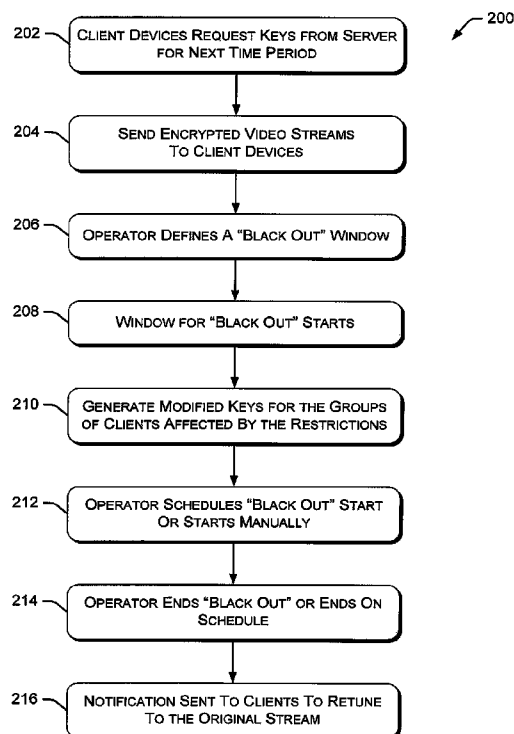 200
202
CLIENT DEVICES REQUEST KEYS FROM SERVER
FOR NEXT TIME PERIOD
204
SEND ENCRYPTED VIDEO STREAMS
TO CLIENT DEVICES
206
OPERATOR DEFINES A "BLACK OUT" WINDOW
208
WINDOW FOR "BLACK OUT" STARTS
210
GENERATE MODIFIED KEYS FOR THE GROUPS
OF CLIENTS AFFECTED BY THE RESTRICTIONS
212
OPERATOR SCHEDULES "BLACK OUT" START
OR STARTS MANUALLY
214
OPERATOR ENDS "BLACK OUT" OR ENDS ON
SCHEDULE
216
NOTIFICATION SENT TO CLIENTS TO RETUNE
TO THE ORIGINAL STREAM